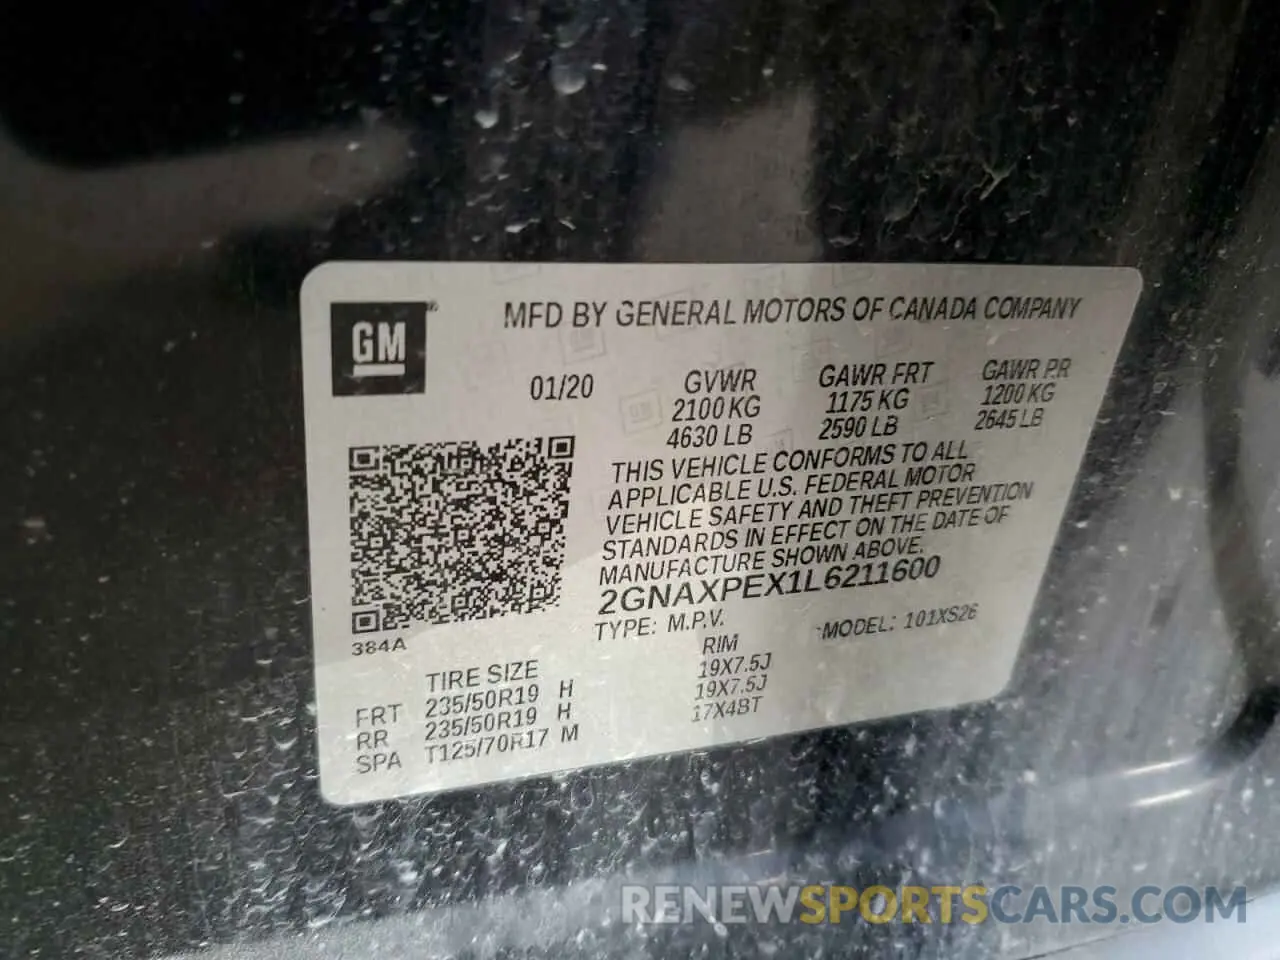 GM
MFD BY GENERAL MOTORS OF CANADA COMPANY
01/20
GVWR GAWR FRT GAWR RR
2100 KG 1175 KG 1200 KG
4630 LB 2590 LB 2645 LB
THIS VEHICLE CONFORMS TO ALL
APPLICABLE U.S. FEDERAL MOTOR
VEHICLE SAFETY AND THEFT PREVENTION
STANDARDS IN EFFECT ON THE DATE OF
MANUFACTURE SHOWN ABOVE.
2GNAXPEX1L6211600
TYPE: M.P.V. MODEL: 101XS26
384A
TIRE SIZE RIM
FRT 235/50R19 H 19X7.5J
RR 235/50R19 H 19X7.5J
SPA T125/70R17 M 17X4BT
RENEWSPORTSCARS.COM